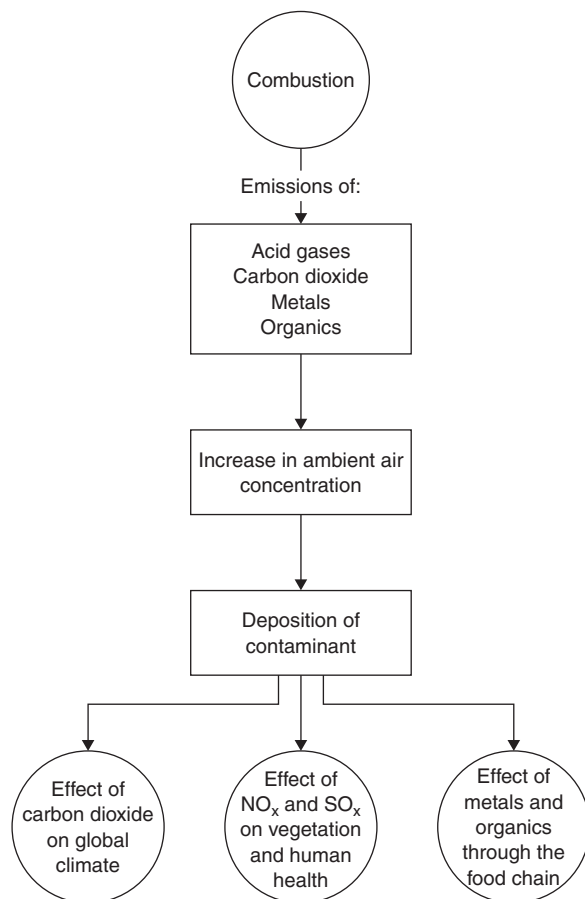 Combustion
Emissions of:
Acid gases
Carbon dioxide
Metals
Organics
Increase in ambient air
concentration
Deposition of
contaminant
Effect of
carbon dioxide
on global
climate
Effect of
NOx and SOx
on vegetation
and human
health
Effect of
metals and
organics
through the
food chain